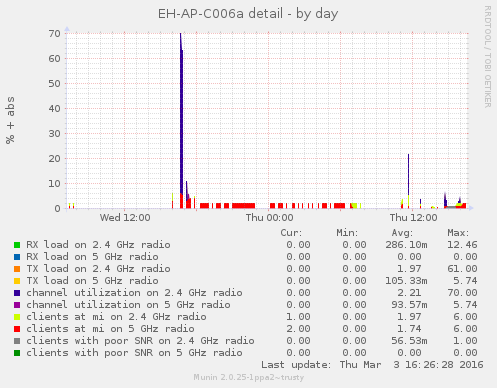 EH-AP-C006a detail - by day
RRDTOOL / TOBI OETIKER
% + abs
70
60
50
40
30
20
10
0
Wed 12:00 Thu 00:00 Thu 12:00
Cur: Min: Avg: Max:
RX load on 2.4 GHz radio 0.00 0.00 286.10m 12.46
RX load on 5 GHz radio 0.00 0.00 0.00 0.00
TX load on 2.4 GHz radio 0.00 0.00 1.97 61.00
TX load on 5 GHz radio 0.00 0.00 105.33m 5.74
channel utilization on 2.4 GHz radio 0.00 0.00 2.21 70.00
channel utilization on 5 GHz radio 0.00 0.00 93.57m 5.74
clients at mi on 2.4 GHz radio 1.00 0.00 1.97 6.00
clients at mi on 5 GHz radio 2.00 0.00 1.74 6.00
clients with poor SNR on 2.4 GHz radio 0.00 0.00 56.53m 1.00
clients with poor SNR on 5 GHz radio 0.00 0.00 0.00 0.00
Last update: Thu Mar 3 16:26:28 2016
Munin 2.0.25-1ppa2~trusty